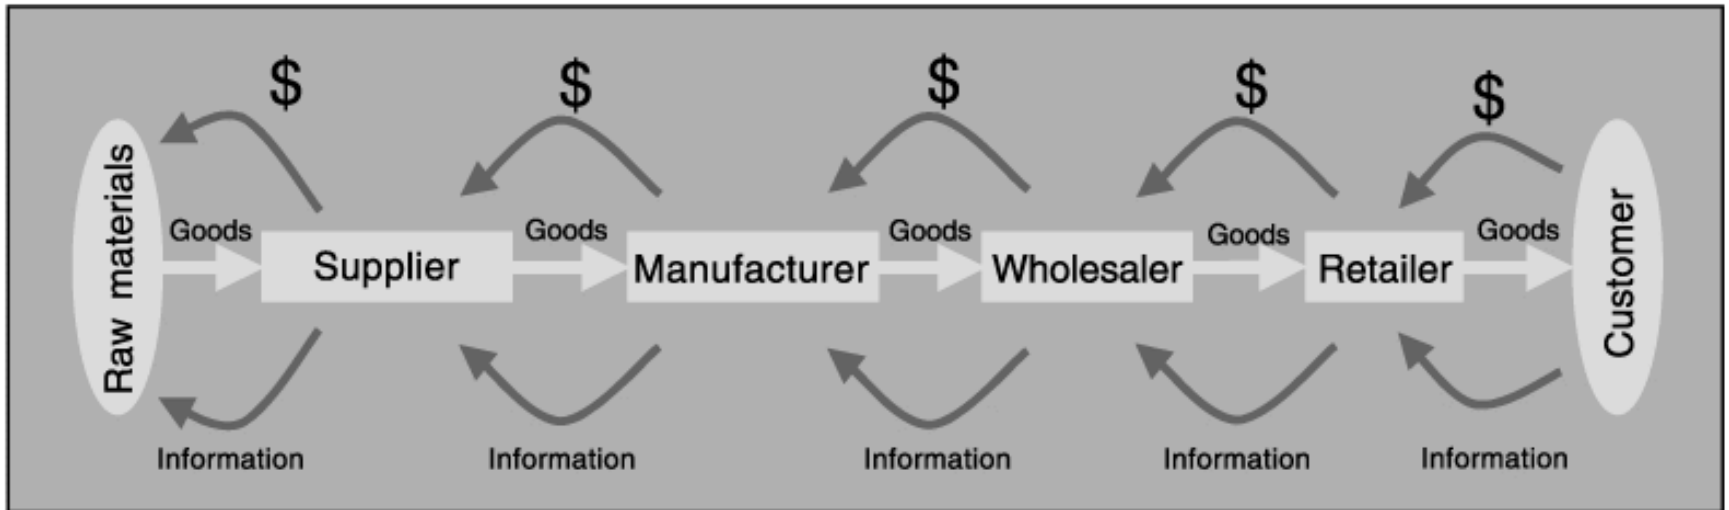 $
$
$
$
$
Raw materials
Goods
Supplier
Goods
Manufacturer
Goods
Wholesaler
Goods
Retailer
Goods
Customer
Information
Information
Information
Information
Information